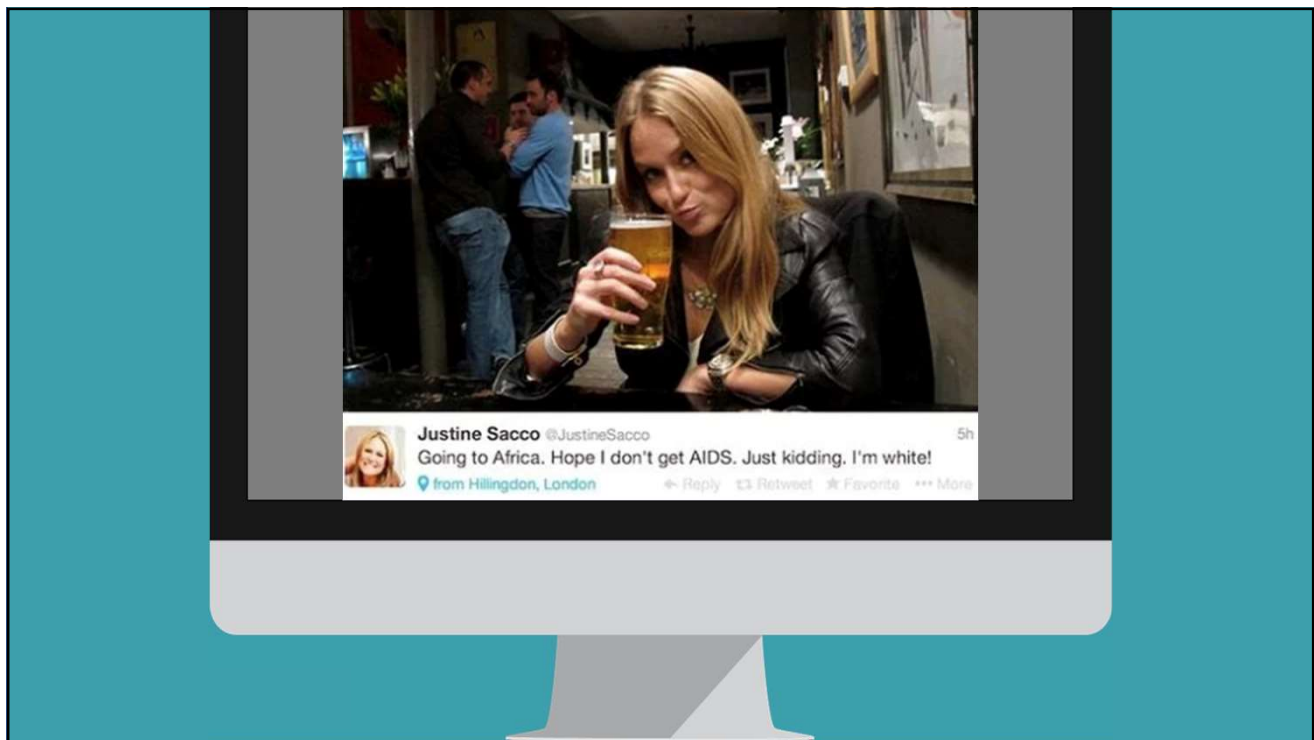 Justine Sacco @JustineSacco 5h
Going to Africa. Hope I don't get AIDS. Just kidding. I'm white!
from Hillingdon, London Reply Retweet Favorite More